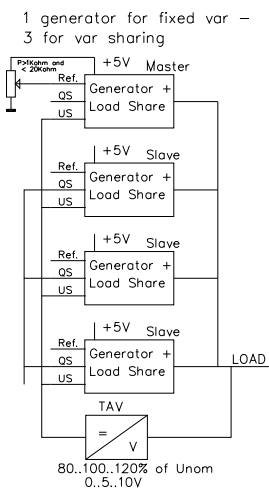 1 generator for fixed var –
3 for var sharing
P>1Kohm and
< 20Kohm
+5V
Master
Ref.
QS
US
Generator +
Load Share
+5V
Slave
Ref.
QS
US
Generator +
Load Share
+5V
Slave
Ref.
QS
US
Generator +
Load Share
+5V
Slave
Ref.
QS
US
Generator +
Load Share
LOAD
TAV
=
V
80..100..120% of Unom
0..5..10V